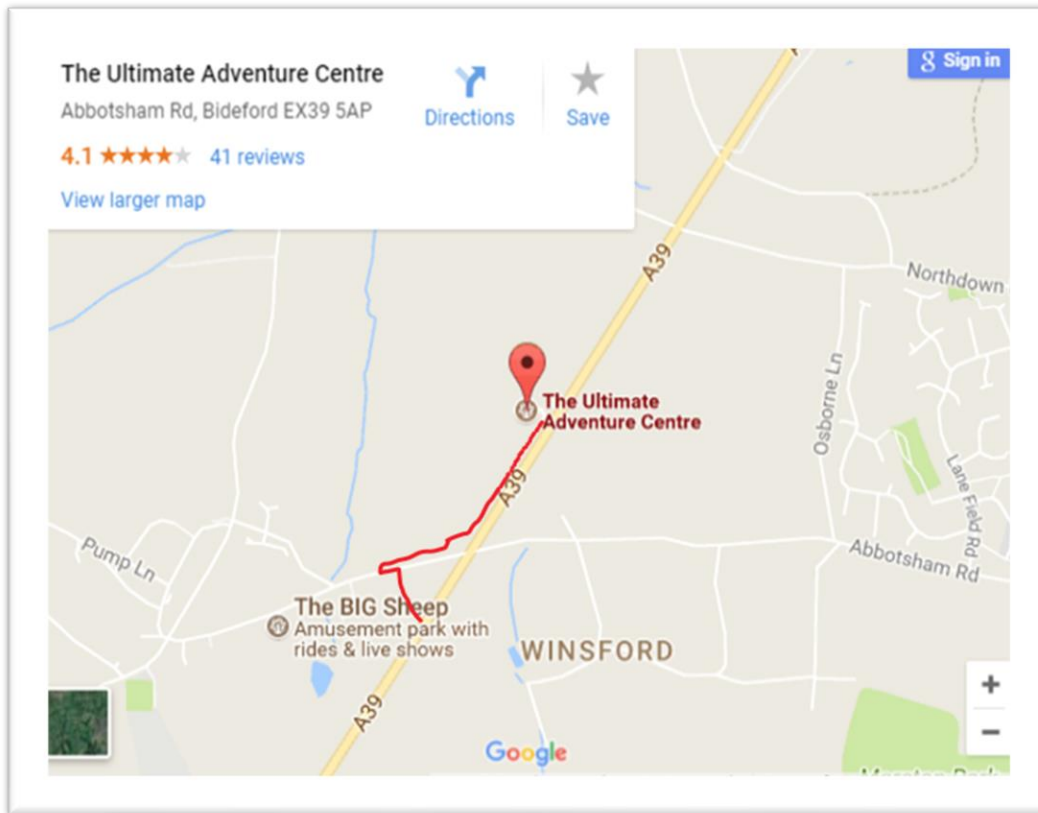 The Ultimate Adventure Centre
Abbotsham Rd, Bideford EX39 5AP
4.1 ★★★★★ 41 reviews
View larger map
Directions
Save
g Sign in
A39
Northdown
The Ultimate
Adventure Centre
Osborne Ln
Lane Field Rd
A39
Pump Ln
Abbotsham Rd
The BIG Sheep
Amusement park with
rides & live shows
WINSFORD
A39
+
−
Google